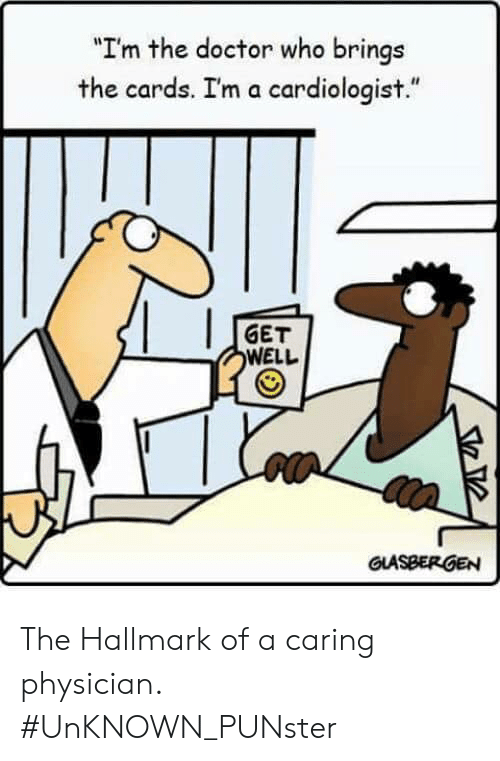 "I'm the doctor who brings
the cards. I'm a cardiologist."
GET
WELL
GLASBERGEN
The Hallmark of a caring
physician.
#UnKNOWN_PUNster